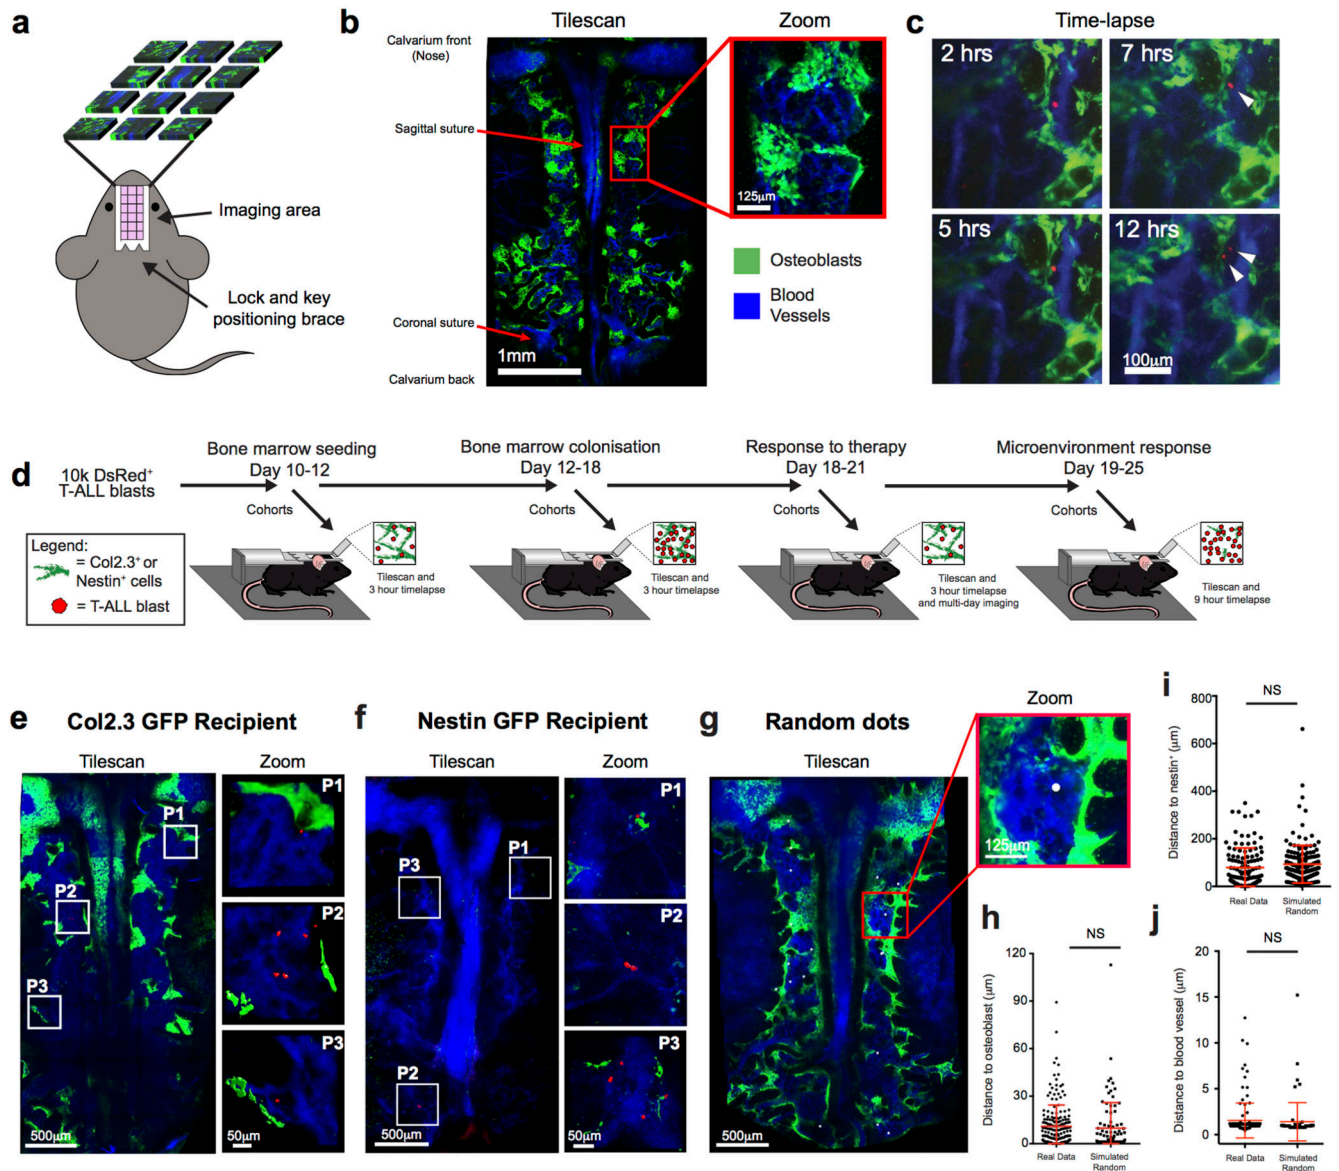 a
Imaging area
Lock and key
positioning brace
b
Tilescan
Zoom
Calvarium front
(Nose)
Sagittal suture
Coronal suture
Calvarium back
1mm
125µm
Osteoblasts
Blood
Vessels
c
Time-lapse
2 hrs
7 hrs
5 hrs
12 hrs
100µm
d
10k DsRed⁺
T-ALL blasts
Bone marrow seeding
Day 10-12
Bone marrow colonisation
Day 12-18
Response to therapy
Day 18-21
Microenvironment response
Day 19-25
Cohorts
Cohorts
Cohorts
Cohorts
Legend:
= Col2.3⁺ or
Nestin⁺ cells
= T-ALL blast
Tilescan and
3 hour timelapse
Tilescan and
3 hour timelapse
Tilescan and
3 hour timelapse
and multi-day imaging
Tilescan and
9 hour timelapse
e
Col2.3 GFP Recipient
Tilescan
Zoom
P1
P2
P3
500µm
P1
P2
P3
50µm
f
Nestin GFP Recipient
Tilescan
Zoom
P3
P1
P2
500µm
P1
P2
P3
50µm
g
Random dots
Tilescan
Zoom
125µm
500µm
h
NS
Distance to osteoblast (µm)
120
90
60
30
0
Real Data
Simulated
Random
i
NS
Distance to nestin⁺ (µm)
800
600
400
200
0
Real Data
Simulated
Random
j
NS
Distance to blood vessel (µm)
20
15
10
5
0
Real Data
Simulated
Random